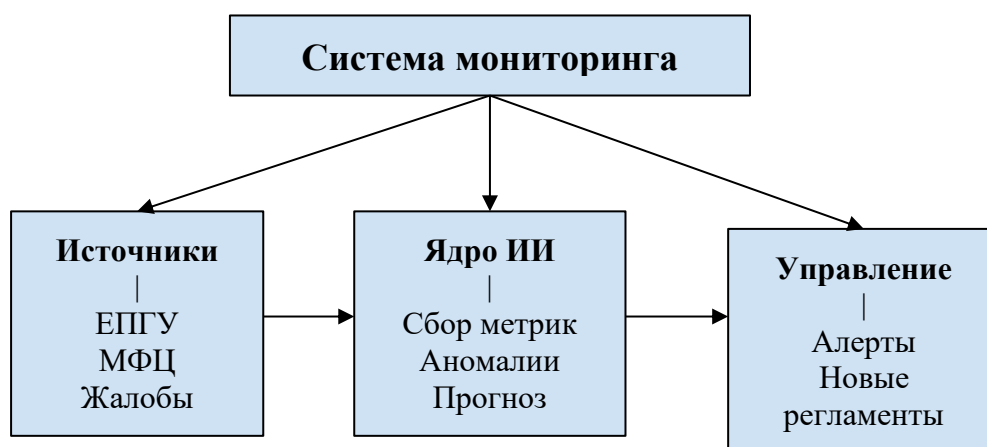 Система мониторинга
Источники
|
ЕПГУ
МФЦ
Жалобы
Ядро ИИ
|
Сбор метрик
Аномалии
Прогноз
Управление
|
Алерты
Новые
регламенты